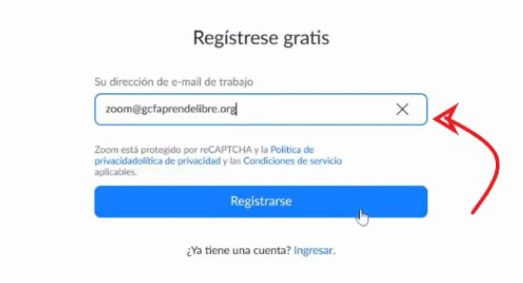 Regístrese gratis
Su dirección de e-mail de trabajo
zoom@gcfaprendelibre.org
Zoom está protegido por reCAPTCHA y la Política de
privacidadolítica de privacidad y las Condiciones de servicio
aplicables.
Registrarse
¿Ya tiene una cuenta? Ingresar.